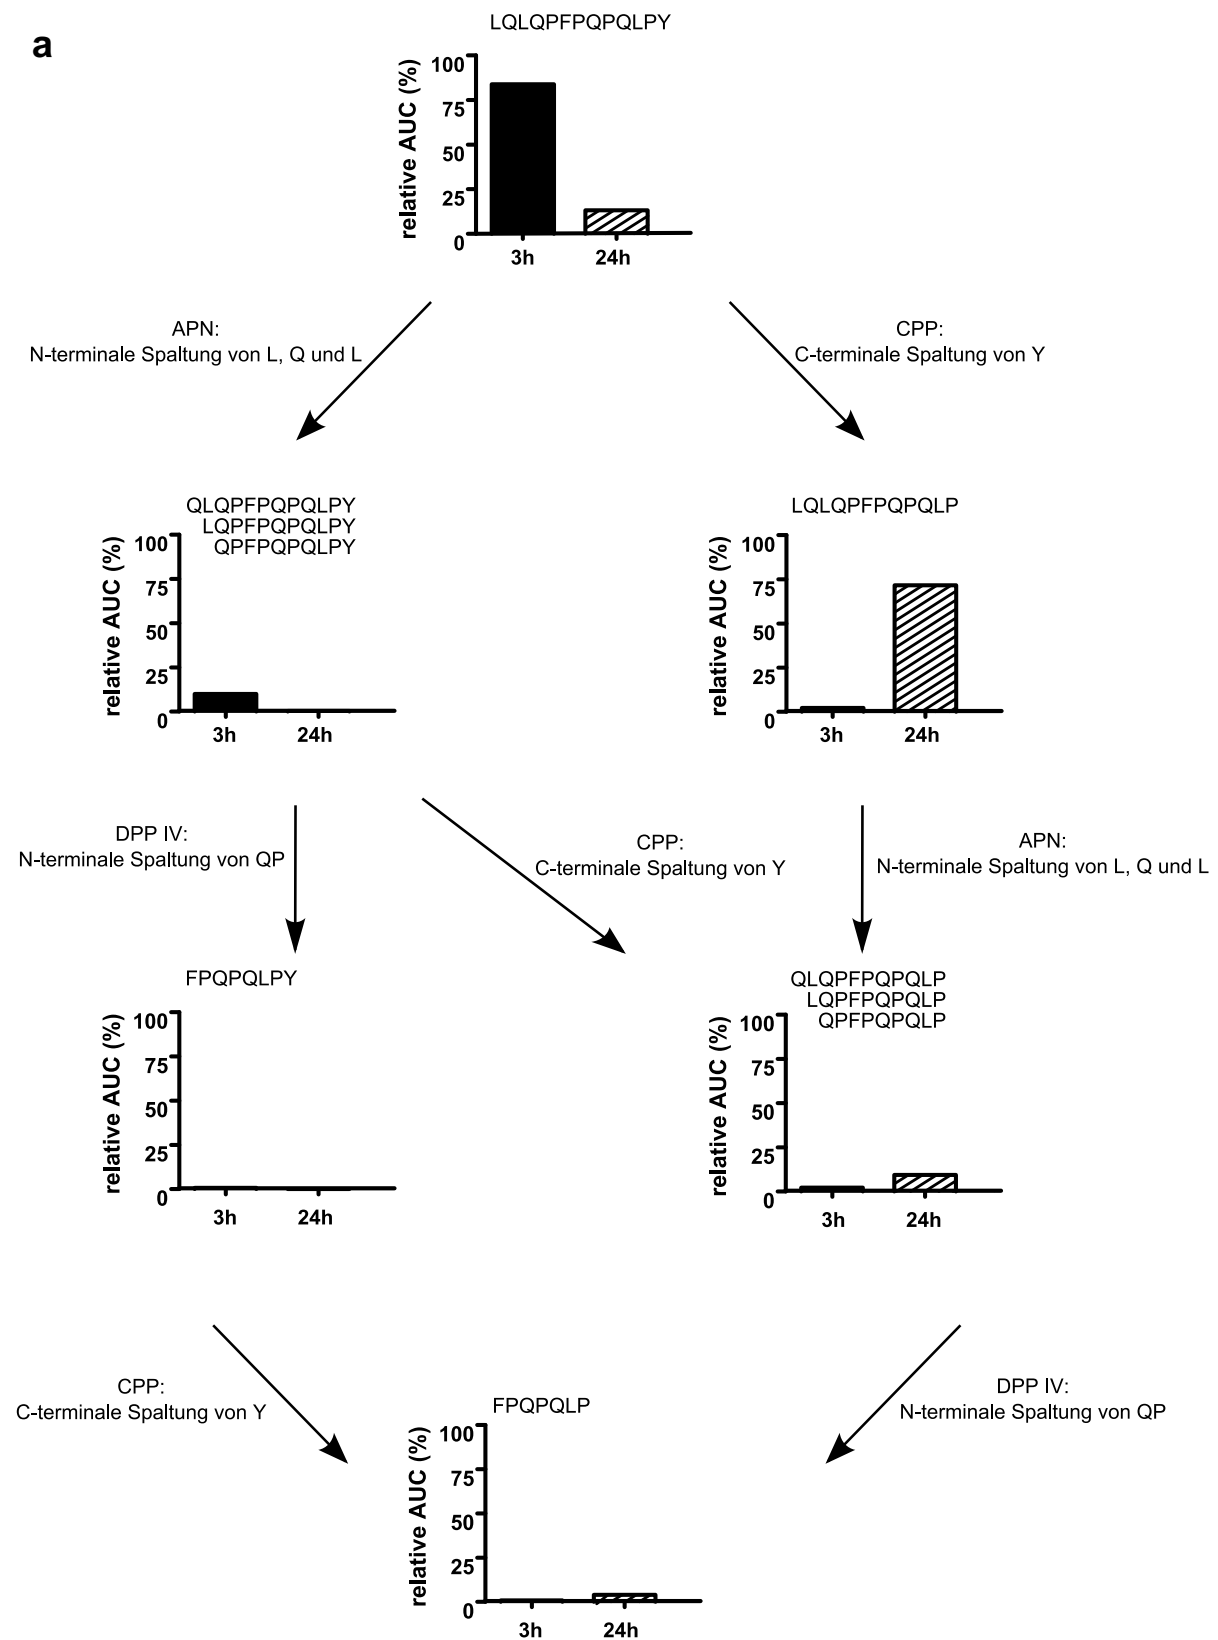 a
LQLQPFPQPQLPY
relative AUC (%)
100
75
50
25
0
3h
24h
APN:
N-terminale Spaltung von L, Q und L
CPP:
C-terminale Spaltung von Y
QLQPFPQPQLPY
LQPFPQPQLPY
QPFPQPQLPY
relative AUC (%)
100
75
50
25
0
3h
24h
LQLQPFPQPQLP
relative AUC (%)
100
75
50
25
0
3h
24h
DPP IV:
N-terminale Spaltung von QP
CPP:
C-terminale Spaltung von Y
APN:
N-terminale Spaltung von L, Q und L
FPQPQLPY
relative AUC (%)
100
75
50
25
0
3h
24h
QLQPFPQPQLP
LQPFPQPQLP
QPFPQPQLP
relative AUC (%)
100
75
50
25
0
3h
24h
CPP:
C-terminale Spaltung von Y
DPP IV:
N-terminale Spaltung von QP
FPQPQLP
relative AUC (%)
100
75
50
25
0
3h
24h